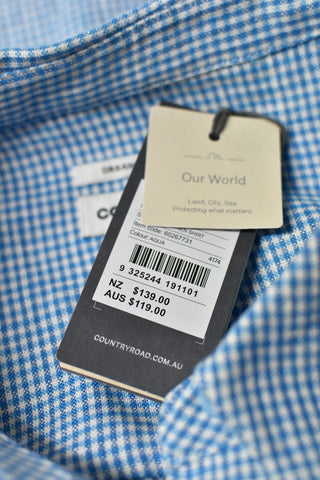 Our World
Land, City, Sea
Protecting what matters.
SHIRT
Item code: 60267731
Colour: AQUA
4174
9 325244 191101
NZ $139.00
AUS $119.00
COUNTRYROAD.COM.AU